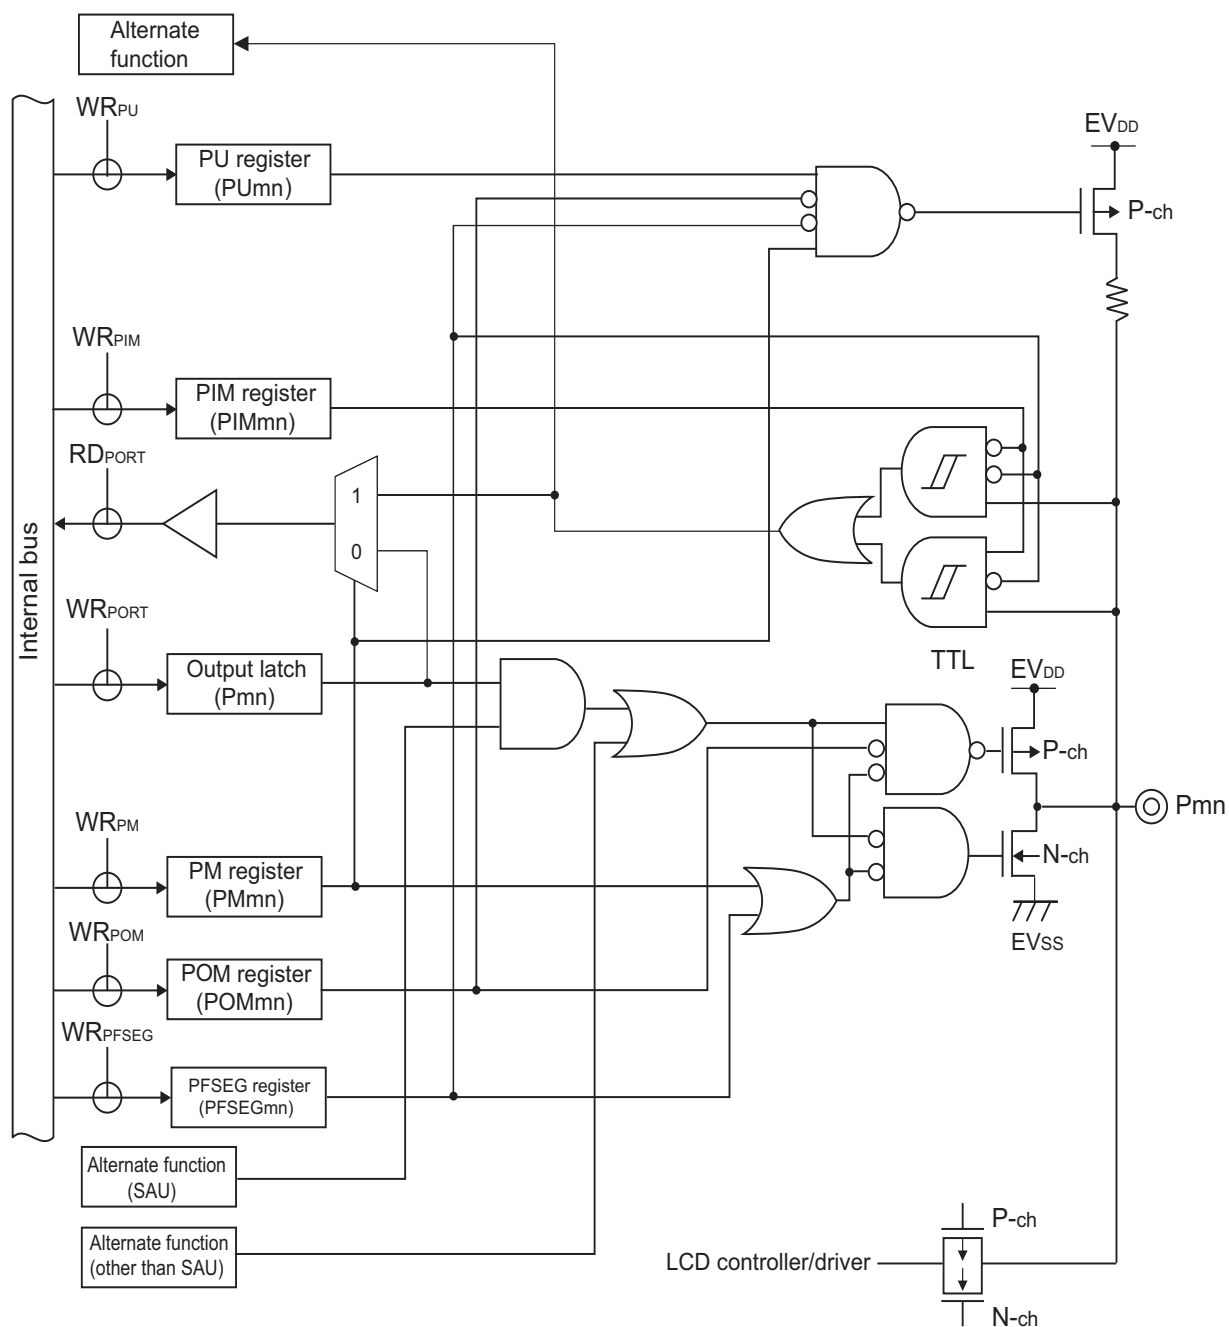 Alternate
function
WRPU
PU register
(PUmn)
EVDD
P-ch
WRPIM
PIM register
(PIMmn)
RDPORT
1
0
Internal bus
WRPORT
Output latch
(Pmn)
TTL
EVDD
P-ch
Pmn
N-ch
EVSS
WRPM
PM register
(PMmn)
WRPOM
POM register
(POMmn)
WRPFSEG
PFSEG register
(PFSEGmn)
Alternate function
(SAU)
Alternate function
(other than SAU)
P-ch
LCD controller/driver
N-ch